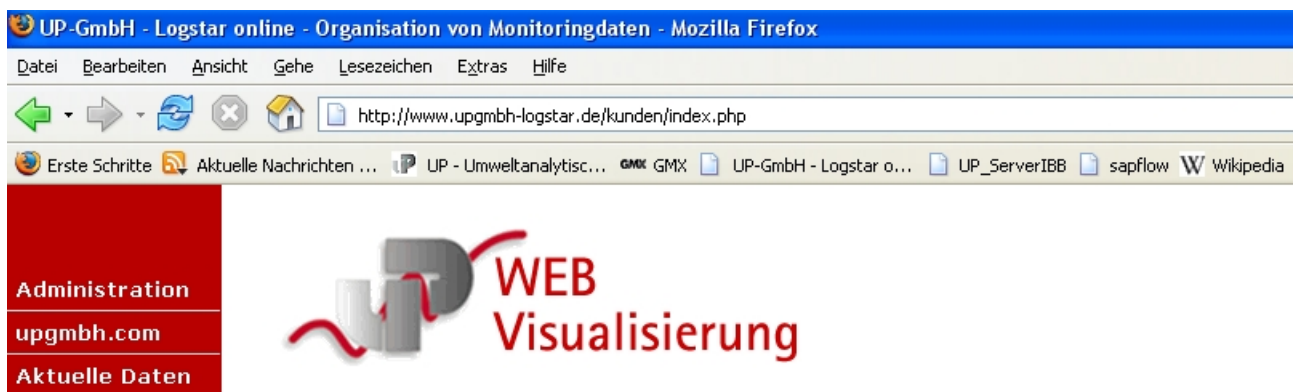 UP-GmbH - Logstar online - Organisation von Monitoringdaten - Mozilla Firefox
Datei Bearbeiten Ansicht Gehe Lesezeichen Extras Hilfe
http://www.upgmbh-logstar.de/kunden/index.php
Erste Schritte Aktuelle Nachrichten ... UP - Umweltanalytisc... GMX GMX UP-GmbH - Logstar o... UP_ServerIBB sapflow W Wikipedia
Administration
upgmbh.com
Aktuelle Daten
UP WEB
Visualisierung